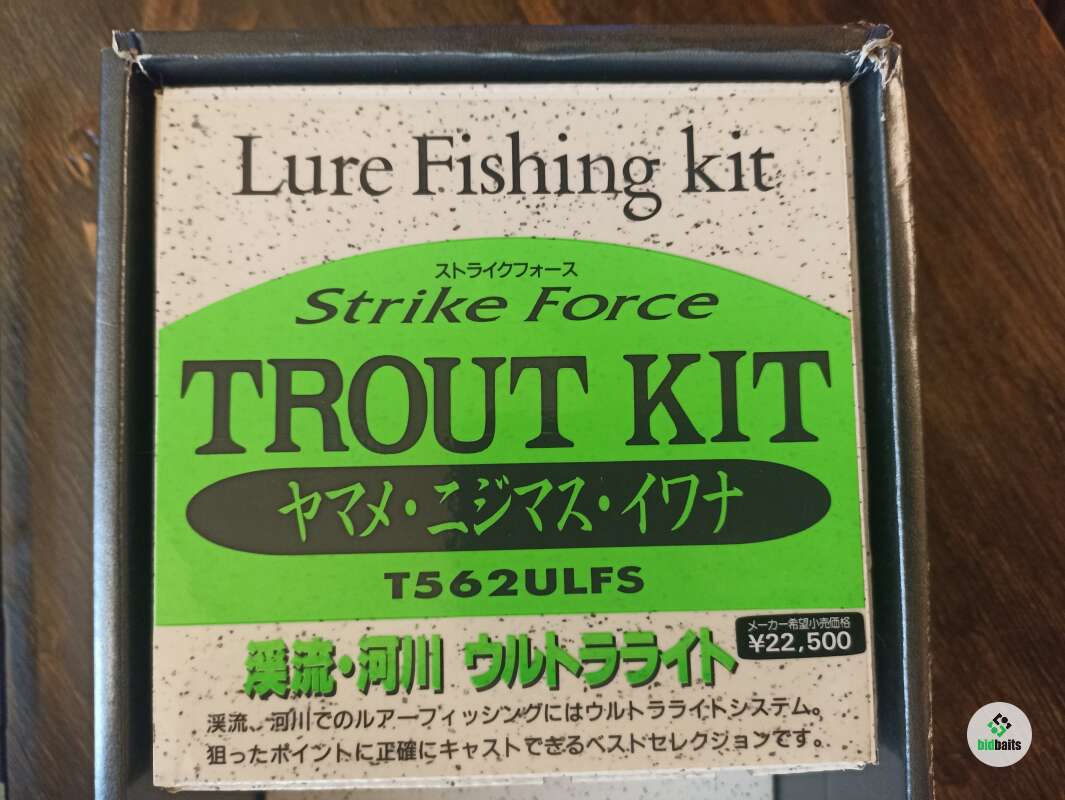 Lure Fishing kit
ストライクフォース
Strike Force
TROUT KIT
ヤマメ・ニジマス・イワナ
T562ULFS
メーカー希望小売価格
¥22,500
渓流・河川 ウルトラライト
渓流、河川でのルアーフィッシングにはウルトラライトシステム。
狙ったポイントに正確にキャストできるベストセレクションです。
bidbaits